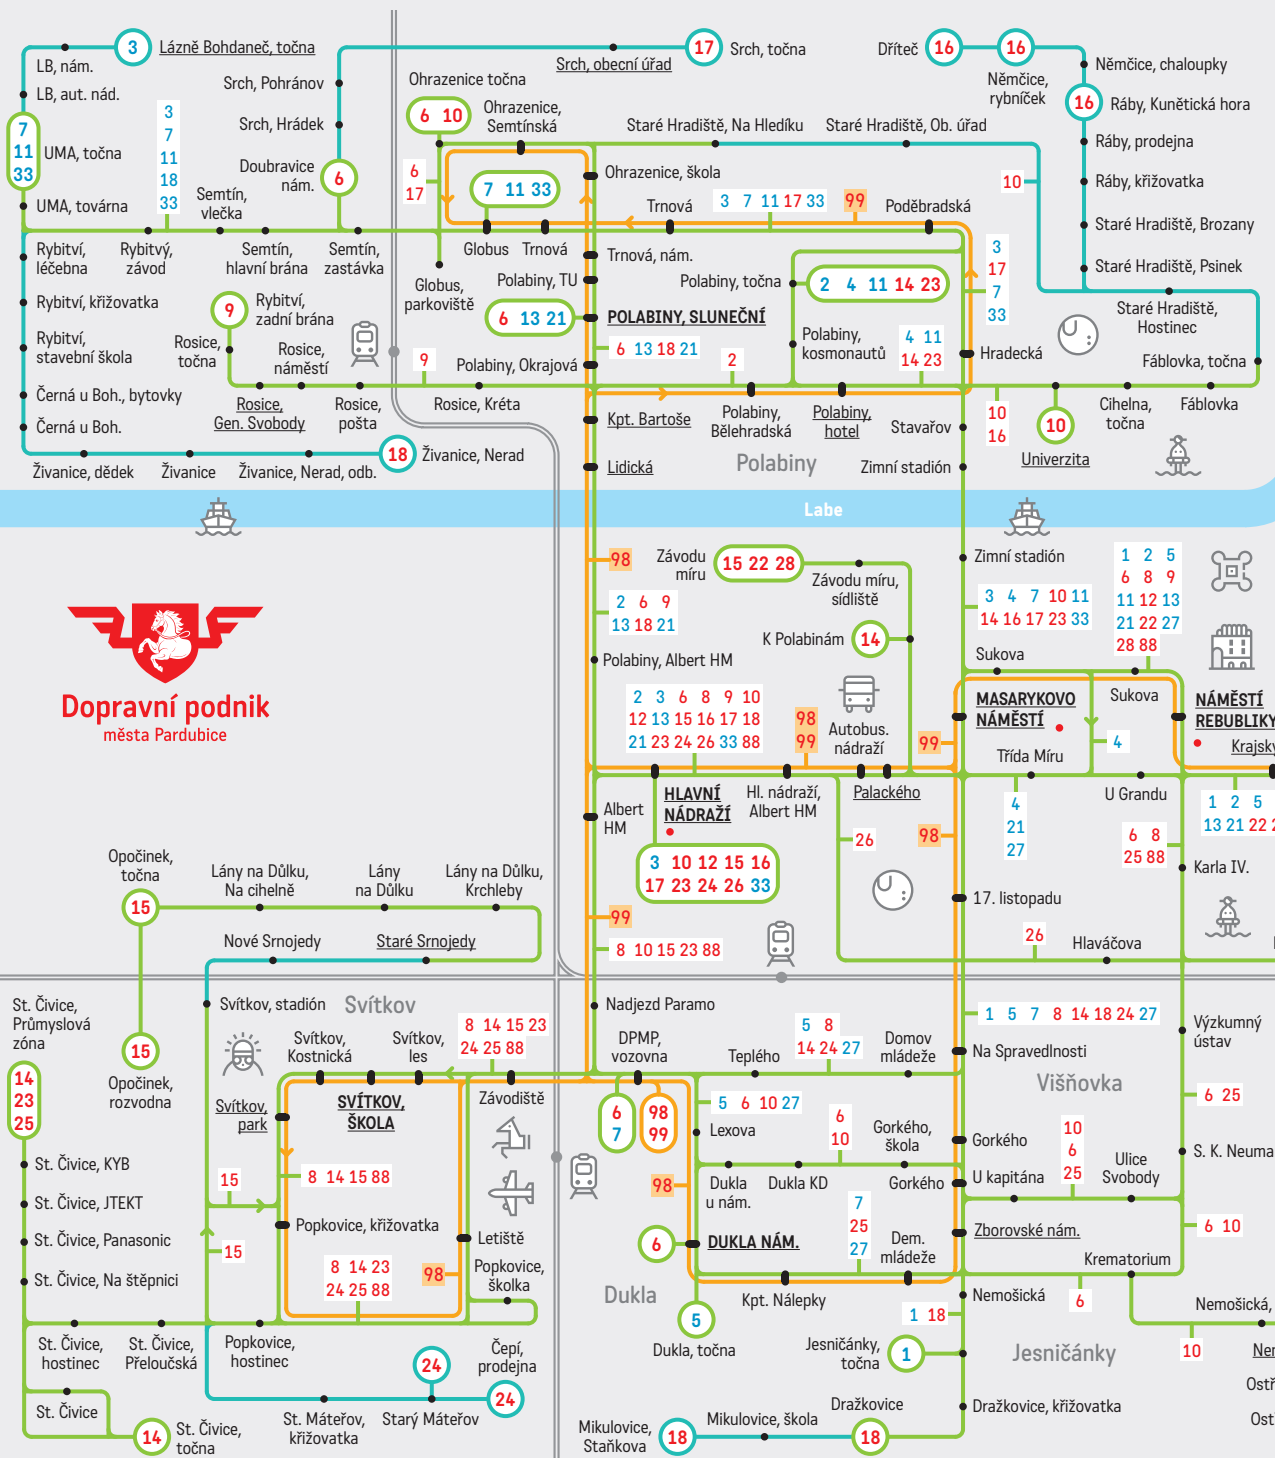 3
Lázně Bohdaneč, točna
LB, nám.
LB, aut. nád.
7
11
33
UMA, točna
UMA, továrna
3
7
11
18
33
Semtín,
vlečka
Rybitví,
léčebna
Rybitvý,
závod
Semtín,
hlavní brána
Semtín,
zastávka
Rybitví, křižovatka
Rybitví,
stavební škola
Černá u Boh., bytovky
Černá u Boh.
Živanice, dědek
Živanice
Živanice, Nerad, odb.
18
Živanice, Nerad
Srch, obecní úřad
17
Srch, točna
Srch, Pohránov
Srch, Hrádek
Doubravice
nám.
6
Ohrazenice točna
6 10
Ohrazenice,
Semtínská
6
17
7 11 33
Globus
Trnová
Globus,
parkoviště
9
Rybitví,
zadní brána
Rosice,
točna
Rosice,
náměstí
Rosice,
Gen. Svobody
Rosice,
pošta
9
Rosice, Kréta
Polabiny, Okrajová
Polabiny, TU
6 13 21
POLABINY, SLUNEČNÍ
6 13 18 21
Trnová, nám.
Ohrazenice, škola
Staré Hradiště, Na Hledíku
Staré Hradiště, Ob. úřad
Trnová
3 7 11 17 33
99
Poděbradská
Polabiny, točna
2 4 11 14 23
3
17
7
33
Polabiny,
kosmonautů
4 11
14 23
2
Hradecká
Kpt. Bartoše
Polabiny,
Bělehradská
Polabiny,
hotel
Stavařov
Lidická
Polabiny
Zimní stadión
Dříteč
16
16
Němčice,
rybníček
Němčice, chaloupky
16
Ráby, Kunětická hora
Ráby, prodejna
Ráby, křižovatka
10
Staré Hradiště, Brozany
Staré Hradiště, Psinek
Staré Hradiště,
Hostinec
Fáblovka, točna
Fáblovka
Cihelna,
točna
10
16
10
Univerzita
Labe
Dopravní podnik
města Pardubice
98
2 6 9
13 18 21
Polabiny, Albert HM
Závodu
míru
15 22 28
Závodu míru,
sídliště
K Polabinám
14
2 3 6 8 9 10
12 13 15 16 17 18
21 23 24 26 33 88
98
99
Autobus.
nádraží
Albert
HM
HLAVNÍ
NÁDRAŽÍ
Hl. nádraží,
Albert HM
Palackého
3 10 12 15 16
17 23 24 26 33
26
99
8 10 15 23 88
Zimní stadión
3 4 7 10 11
14 16 17 23 33
1 2 5
6 8 9
11 12 13
21 22 27
28 88
Sukova
Sukova
MASARYKOVO
NÁMĚSTÍ
NÁMĚSTÍ
REBUBLIKY
Krajsk
99
4
Třída Míru
4
21
27
U Grandu
1 2 5
13 21 22
98
6 8
25 88
Karla IV.
17. listopadu
26
Hlaváčova
Opočinek,
točna
15
Lány na Důlku,
Na cihelně
Lány
na Důlku
Lány na Důlku,
Krchleby
Nové Srnojedy
Staré Srnojedy
15
Opočinek,
rozvodna
Svítkov, stadión
Svítkov
St. Čivice,
Průmyslová
zóna
14
23
25
Svítkov,
Kostnická
Svítkov,
les
8 14 15 23
24 25 88
Závodiště
Svítkov,
park
SVÍTKOV,
ŠKOLA
St. Čivice, KYB
St. Čivice, JTEKT
St. Čivice, Panasonic
St. Čivice, Na štěpnici
15
8 14 15 88
15
Popkovice, křižovatka
8 14 23
24 25 88
98
Letiště
Popkovice,
školka
St. Čivice,
hostinec
St. Čivice,
Přeloučská
Popkovice,
hostinec
St. Čivice
14
St. Čivice,
točna
St. Máteřov,
křižovatka
24
Starý Máteřov
Čepí,
prodejna
24
Nadjezd Paramo
DPMP,
vozovna
6
7
98
99
Teplého
5 8
14 24 27
Domov
mládeže
1 5 7 8 14 18 24 27
Na Spravedlnosti
Višňovka
5 6 10 27
Lexova
6
10
Gorkého,
škola
Gorkého
Dukla
u nám.
Dukla KD
Gorkého
U kapitána
10
6
25
Ulice
Svobody
98
6
DUKLA NÁM.
7
25
27
Dem.
mládeže
Zborovské nám.
Dukla
Kpt. Nálepky
Nemošická
5
Dukla, točna
1 18
Jesničánky,
točna
1
Jesničánky
Dražkovice, křižovatka
Mikulovice,
Staňkova
18
Mikulovice, škola
Dražkovice
18
Výzkumný
ústav
6 25
S. K. Neuma
6 10
Krematorium
6
Nemošická,
10